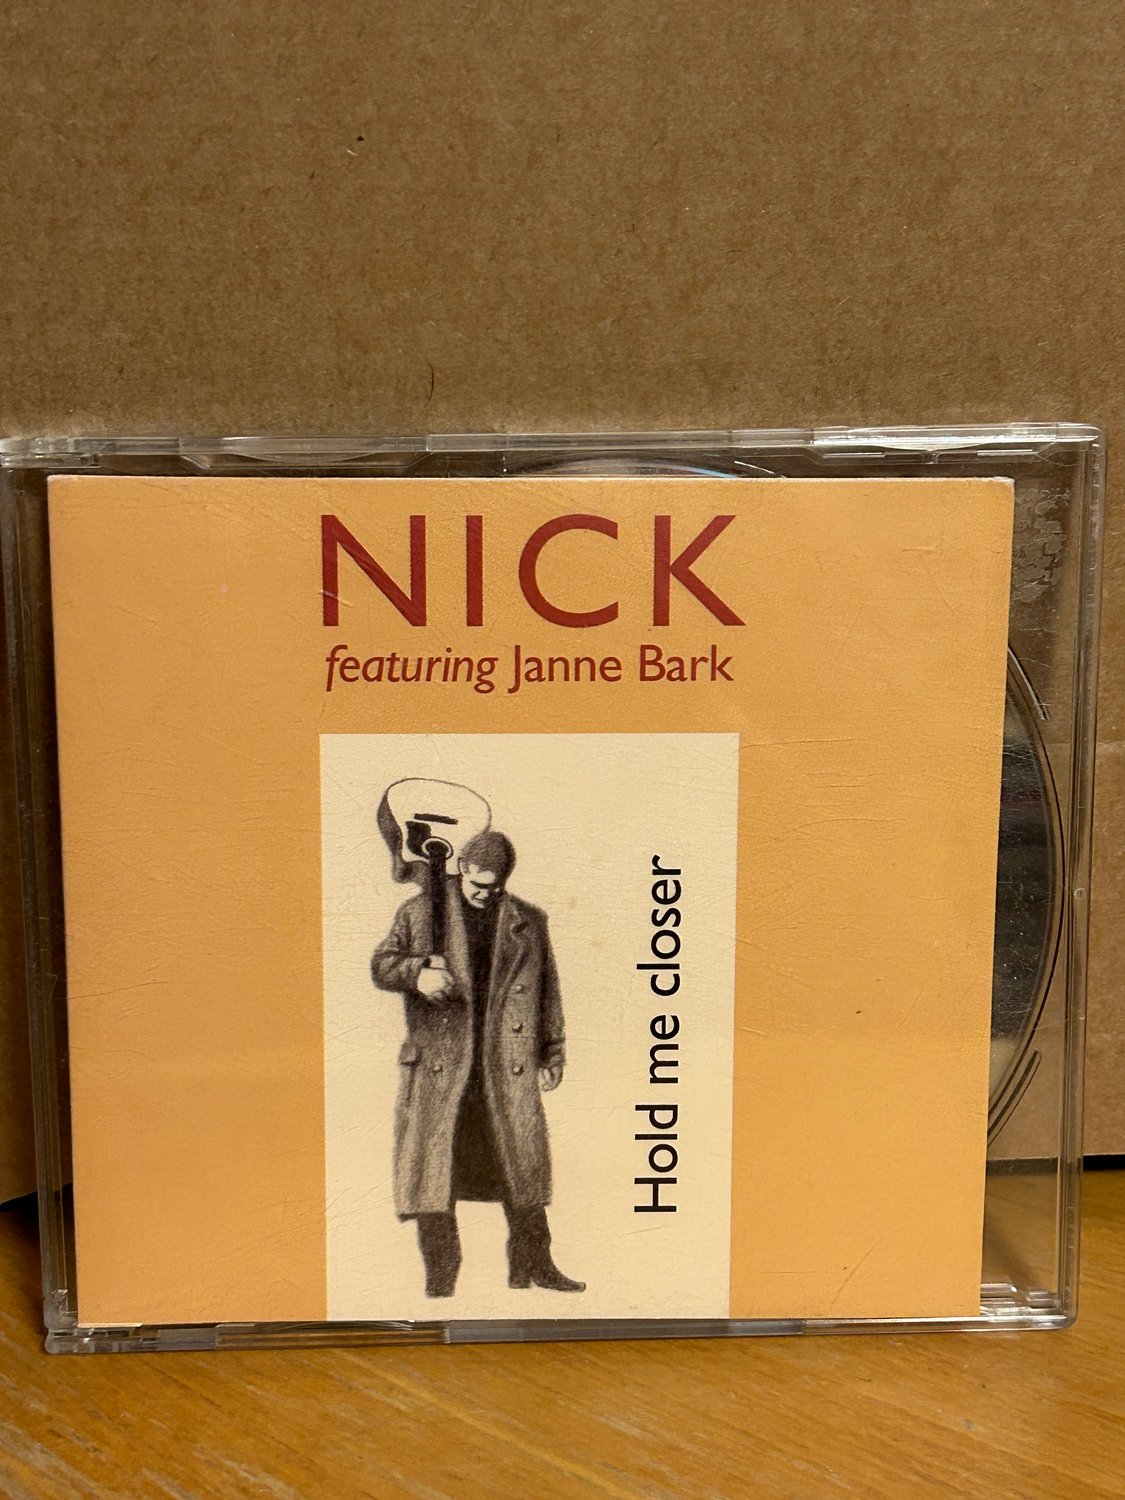 NICK
featuring Janne Bark
Hold me closer